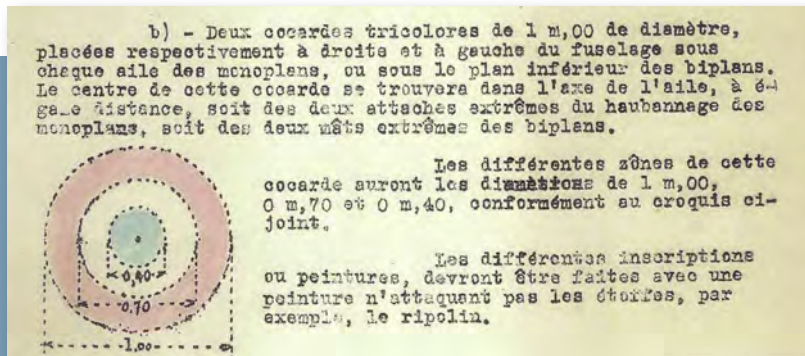 b) - Deux cocardes tricolores de 1 m,00 de diamètre,
placées respectivement à droite et à gauche du fuselage sous
chaque aile des monoplans, ou sous le plan inférieur des biplans.
Le centre de cette cocarde se trouvera dans l'axe de l'aile, à é-
gale distance, soit des deux attaches extrêmes du haubannage des
monoplans, soit des deux mâts extrêmes des biplans.
Les différentes zônes de cette
cocarde auront les diamètres de 1 m,00,
0 m,70 et 0 m,40, conformément au croquis ci-
joint.
Les différentes inscriptions
ou peintures, devront être faites avec une
peinture n'attaquant pas les étoffes, par
exemple, le ripolin.
0,40
0.70
1,00